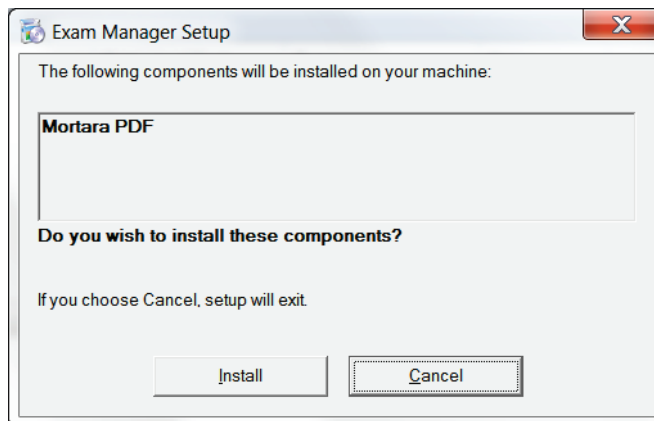 Exam Manager Setup
The following components will be installed on your machine:
Mortara PDF
Do you wish to install these components?
If you choose Cancel, setup will exit.
Install
Cancel